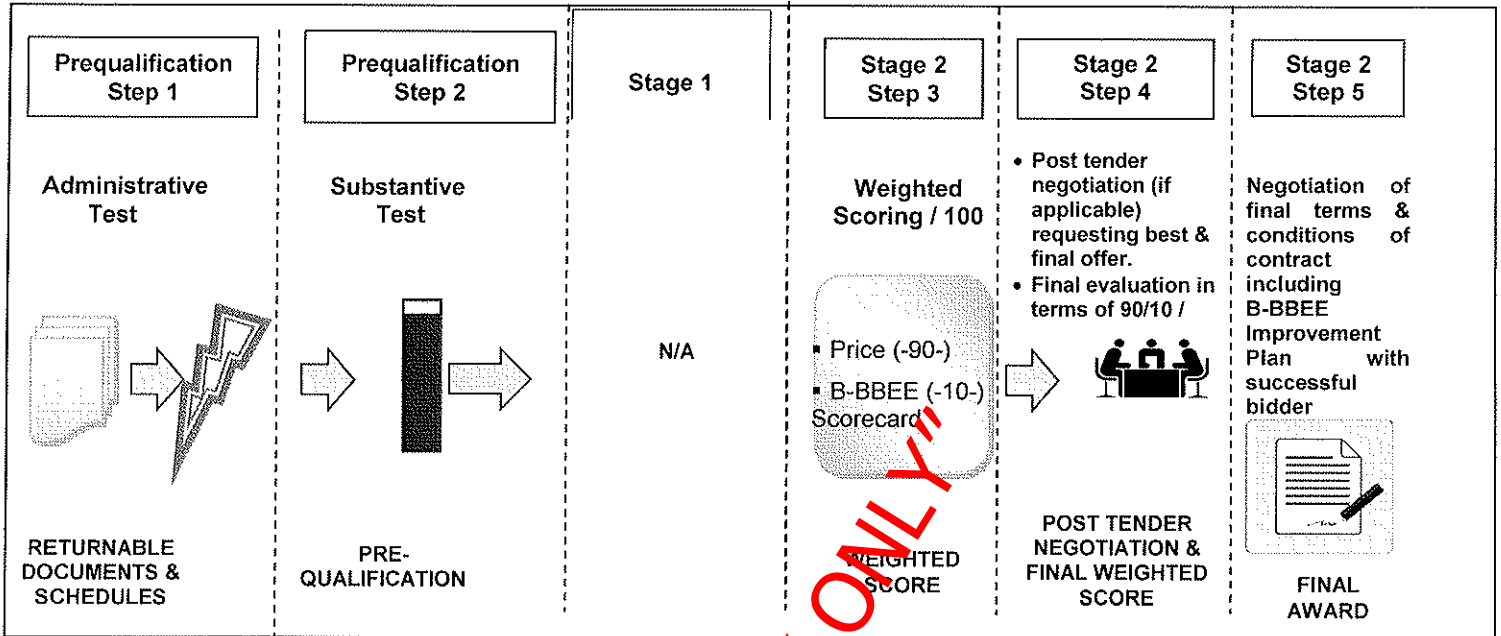 Prequalification
Step 1
Administrative
Test
RETURNABLE
DOCUMENTS &
SCHEDULES
Prequalification
Step 2
Substantive
Test
PRE-
QUALIFICATION
Stage 1
N/A
Stage 2
Step 3
Weighted
Scoring / 100
▪ Price (-90-)
▪ B-BBEE (-10-)
Scorecard
WEIGHTED
SCORE
Stage 2
Step 4
• Post tender
negotiation (if
applicable)
requesting best &
final offer.
• Final evaluation in
terms of 90/10 /
POST TENDER
NEGOTIATION &
FINAL WEIGHTED
SCORE
Stage 2
Step 5
Negotiation of
final terms &
conditions of
contract
including
B-BBEE
Improvement
Plan with
successful
bidder
FINAL
AWARD
ONLY"